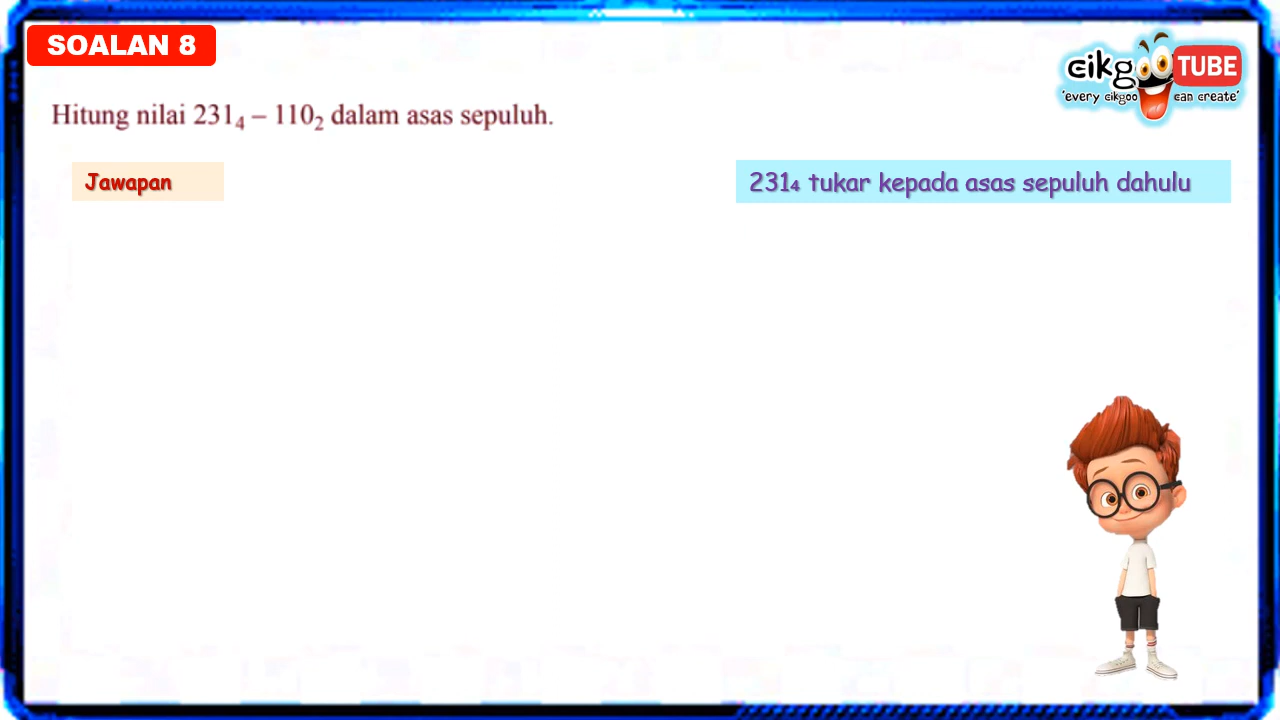 SOALAN 8
cikgoo TUBE
'every cikgoo can create'
Hitung nilai 231₄ – 110₂ dalam asas sepuluh.
Jawapan
231₄ tukar kepada asas sepuluh dahulu